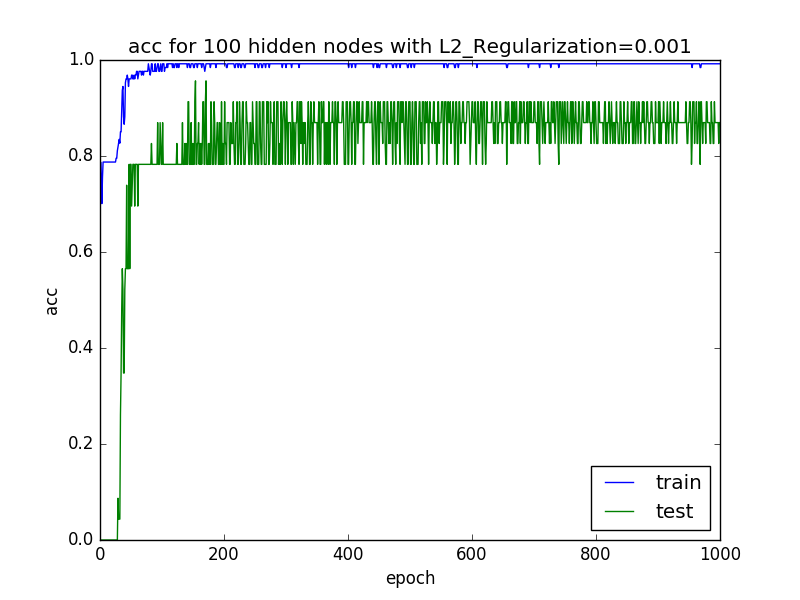 acc for 100 hidden nodes with L2_Regularization=0.001
1.0
0.8
0.6
0.4
0.2
0.0
acc
0 200 400 600 800 1000
epoch
train
test